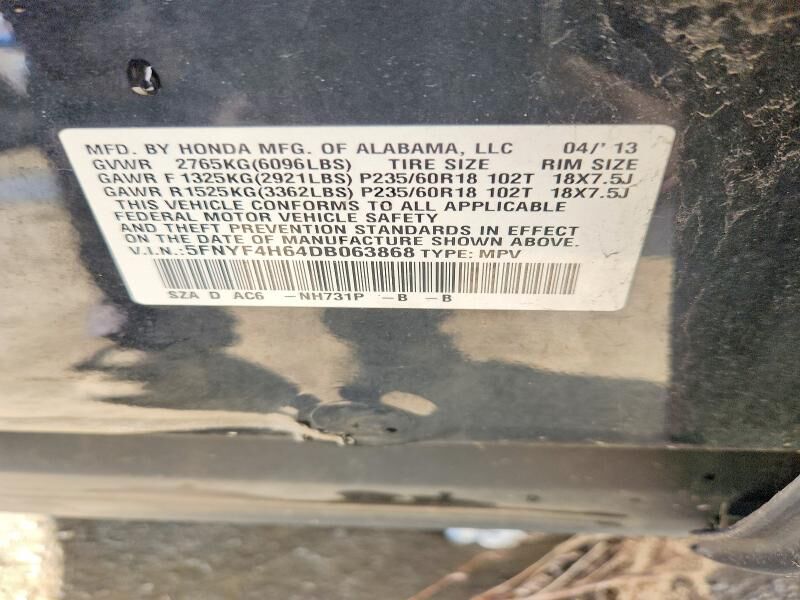 MFD. BY HONDA MFG. OF ALABAMA, LLC 04/'13
GVWR 2765KG(6096LBS) TIRE SIZE RIM SIZE
GAWR F 1325KG(2921LBS) P235/60R18 102T 18X7.5J
GAWR R1525KG(3362LBS) P235/60R18 102T 18X7.5J
THIS VEHICLE CONFORMS TO ALL APPLICABLE
FEDERAL MOTOR VEHICLE SAFETY
AND THEFT PREVENTION STANDARDS IN EFFECT
ON THE DATE OF MANUFACTURE SHOWN ABOVE.
V.I.N.:5FNYF4H64DB063868 TYPE: MPV
SZA D AC6 -NH731P -B -B